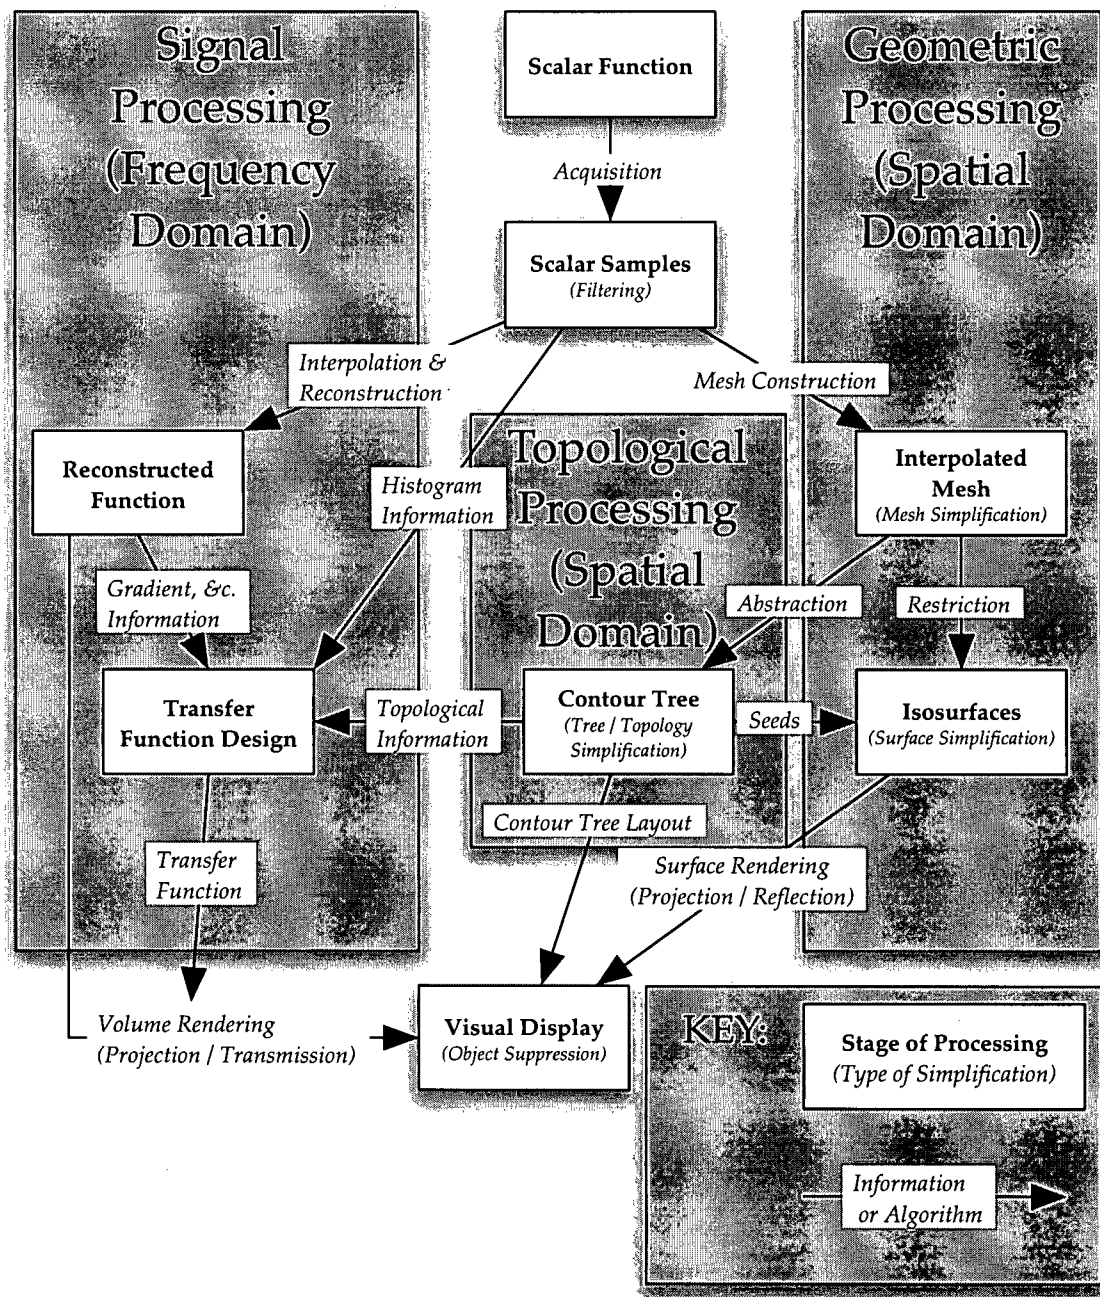 Signal
Processing
(Frequency
Domain)
Scalar Function
Geometric
Processing
(Spatial
Domain)
Acquisition
Scalar Samples
(Filtering)
Interpolation &
Reconstruction
Mesh Construction
Reconstructed
Function
Histogram
Information
Topological
Processing
(Spatial
Domain)
Interpolated
Mesh
(Mesh Simplification)
Gradient, &c.
Information
Abstraction
Restriction
Transfer
Function Design
Topological
Information
Contour Tree
(Tree / Topology
Simplification)
Seeds
Isosurfaces
(Surface Simplification)
Contour Tree Layout
Transfer
Function
Surface Rendering
(Projection / Reflection)
Volume Rendering
(Projection / Transmission)
Visual Display
(Object Suppression)
KEY:
Stage of Processing
(Type of Simplification)
Information
or Algorithm